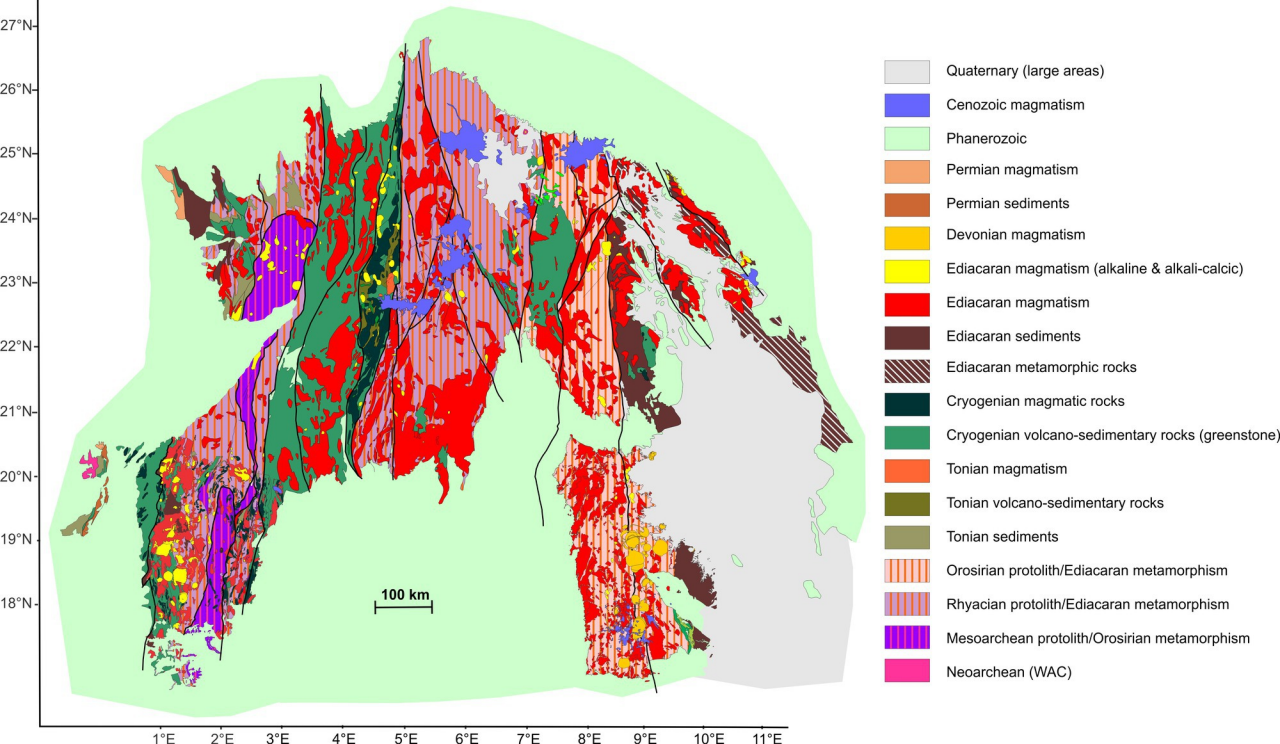 27°N
26°N
25°N
24°N
23°N
22°N
21°N
20°N
19°N
18°N
100 km
1°E
2°E
3°E
4°E
5°E
6°E
7°E
8°E
9°E
10°E
11°E
Quaternary (large areas)
Cenozoic magmatism
Phanerozoic
Permian magmatism
Permian sediments
Devonian magmatism
Ediacaran magmatism (alkaline & alkali-calcic)
Ediacaran magmatism
Ediacaran sediments
Ediacaran metamorphic rocks
Cryogenian magmatic rocks
Cryogenian volcano-sedimentary rocks (greenstone)
Tonian magmatism
Tonian volcano-sedimentary rocks
Tonian sediments
Orosirian protolith/Ediacaran metamorphism
Rhyacian protolith/Ediacaran metamorphism
Mesoarchean protolith/Orosirian metamorphism
Neoarchean (WAC)